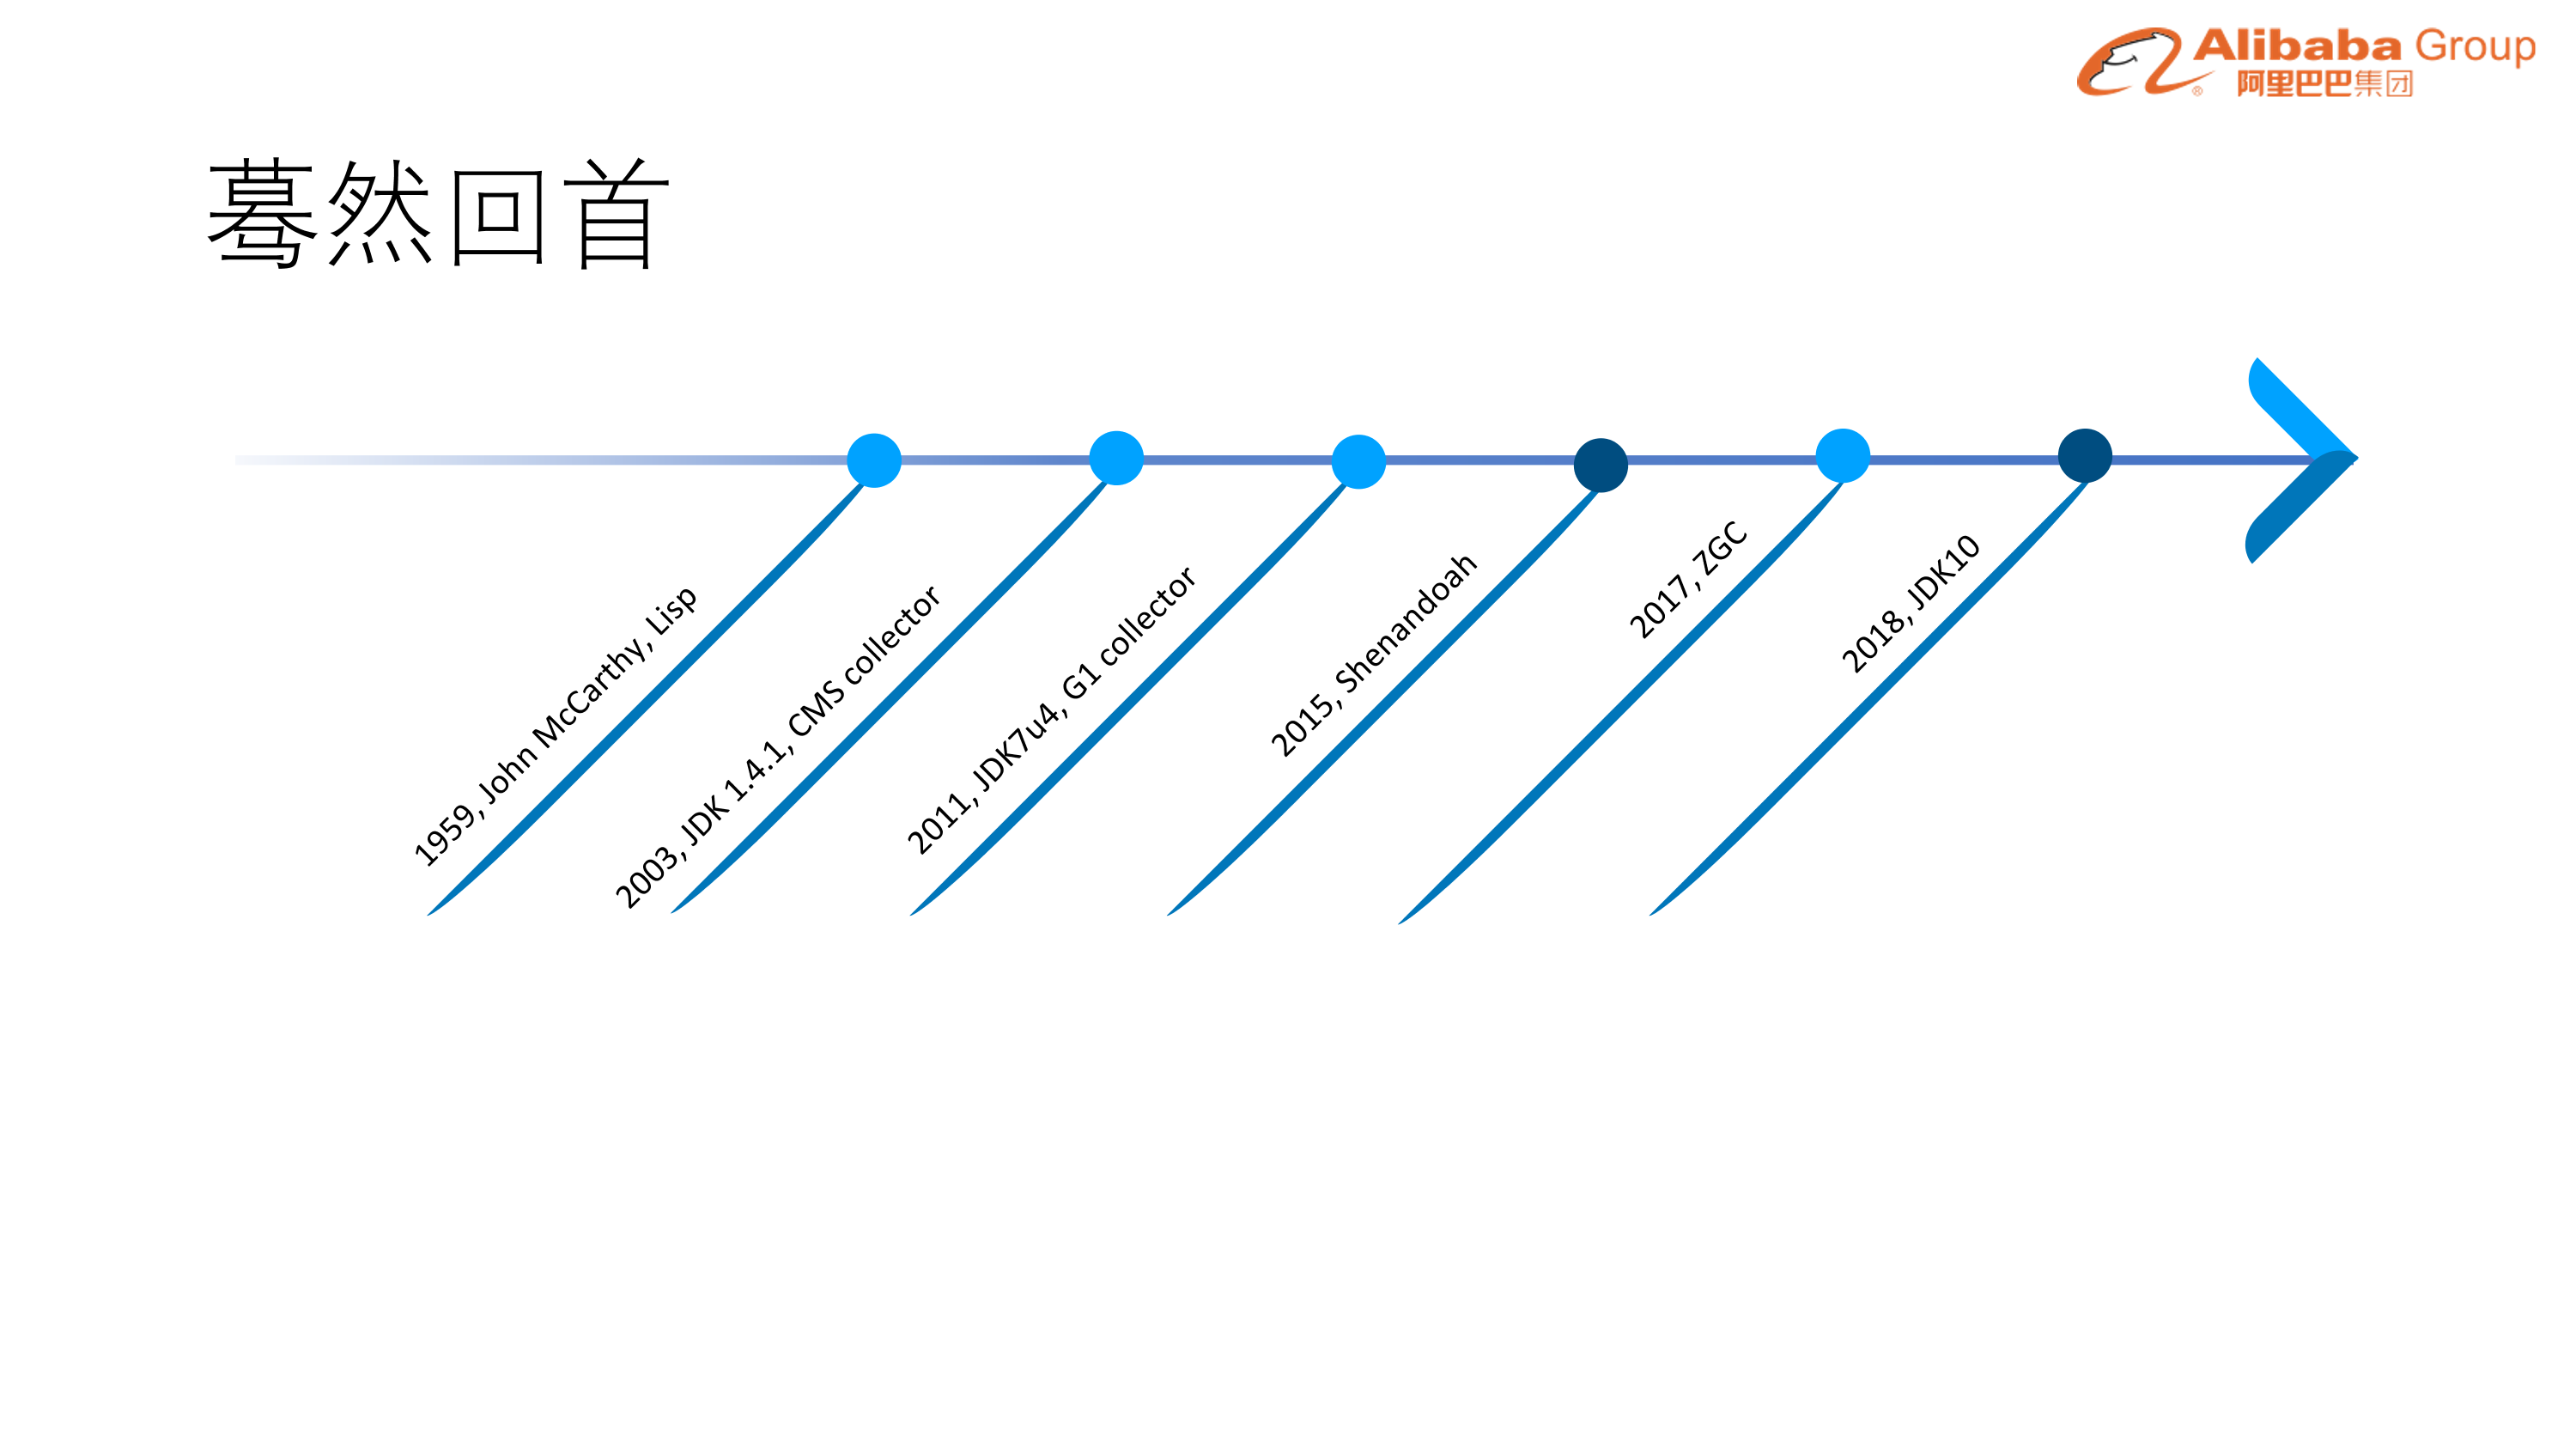 Alibaba Group
阿里巴巴集团
®
蓦然回首
1959, John McCarthy, Lisp
2003, JDK 1.4.1, CMS collector
2011, JDK7u4, G1 collector
2015, Shenandoah
2017, ZGC
2018, JDK10